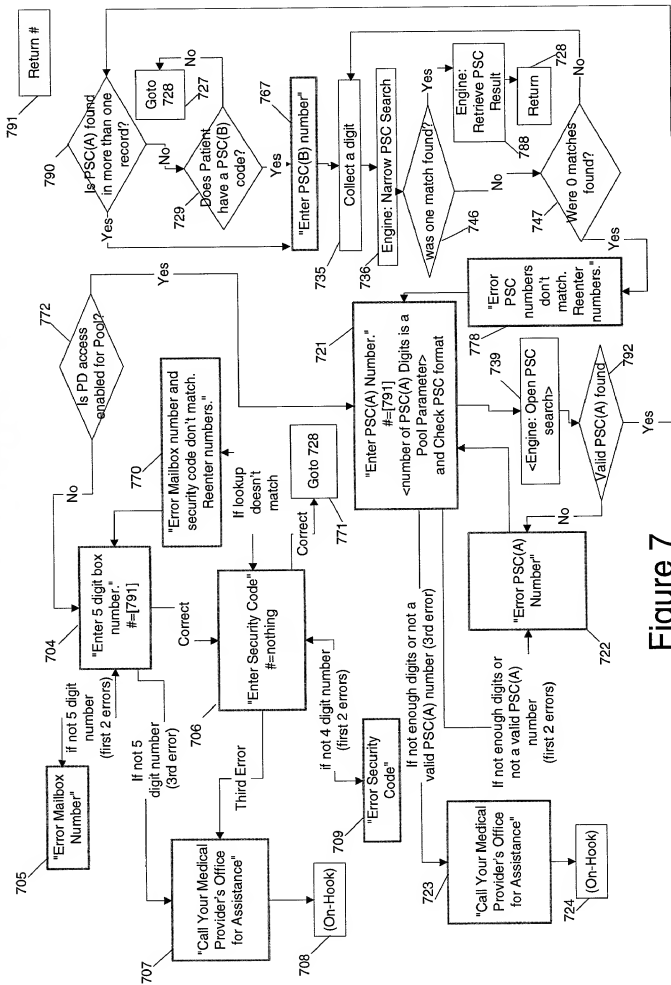 791
Return #
790
Is PSC(A) found
in more than one
record?
Yes
No
729
Does Patient
have a PSC(B)
code?
No
Goto
728
727
Yes
767
"Enter PSC(B) number"
735
Collect a digit
736
Engine: Narrow PSC Search
was one match found?
746
Yes
Engine:
Retrieve PSC
Result
788
Return
728
No
747
Were 0 matches
found?
No
Yes
772
Is PD access
enabled for Pool?
No
Yes
704
"Enter 5 digit box
number."
#=[791]
705
"Error Mailbox
Number"
if not 5 digit
number
(first 2 errors)
If not 5
digit number
(3rd error)
Correct
770
"Error Mailbox number and
security code don't match.
Reenter numbers."
If lookup
doesn't
match
706
"Enter Security Code"
#=nothing
Correct
Goto 728
771
Third Error
if not 4 digit number
(first 2 errors)
709
"Error Security
Code"
707
"Call Your Medical
Provider's Office
for Assistance"
708
(On-Hook)
721
"Enter PSC(A) Number."
#=[791]
<number of PSC(A) Digits is a
Pool Parameter>
and Check PSC format
778
"Error
PSC
numbers
don't
match.
Reenter
numbers."
739
<Engine: Open PSC
search>
792
Valid PSC(A) found
No
Yes
"Error PSC(A)
Number"
722
If not enough digits or not a
valid PSC(A) number (3rd error)
If not enough digits or
not a valid PSC(A)
number
(first 2 errors)
723
"Call Your Medical
Provider's Office
for Assistance"
724
(On-Hook)
Figure 7